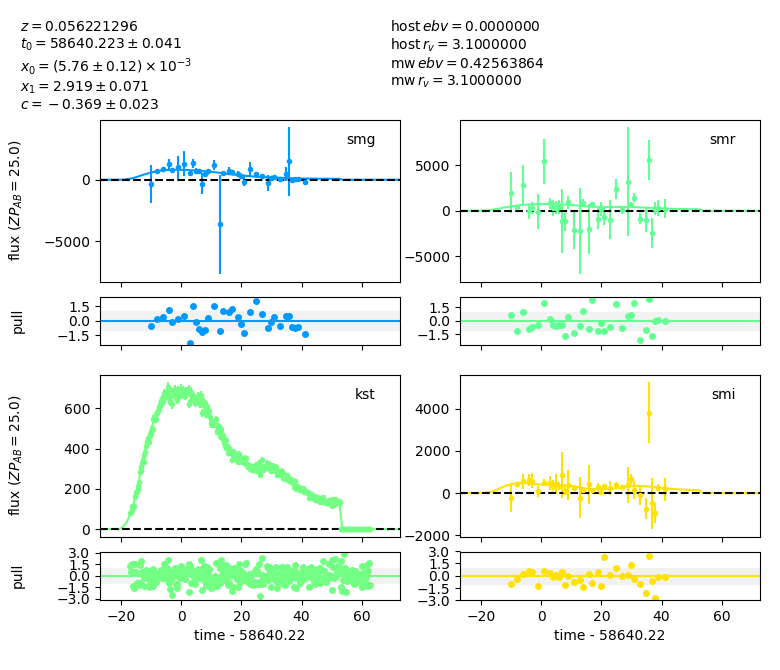 z = 0.056221296
t₀ = 58640.223 ± 0.041
x₀ = (5.76 ± 0.12) × 10⁻³
x₁ = 2.919 ± 0.071
c = −0.369 ± 0.023
host ebv = 0.0000000
host rᵥ = 3.1000000
mw ebv = 0.42563864
mw rᵥ = 3.1000000
flux (ZP_AB = 25.0)
0
−5000
smg
5000
0
−5000
smr
pull
1.5
0.0
−1.5
1.5
0.0
−1.5
flux (ZP_AB = 25.0)
600
400
200
0
kst
4000
2000
0
−2000
smi
pull
3.0
1.5
0.0
−1.5
−3.0
3.0
1.5
0.0
−1.5
−3.0
−20 0 20 40 60
−20 0 20 40 60
time - 58640.22
time - 58640.22